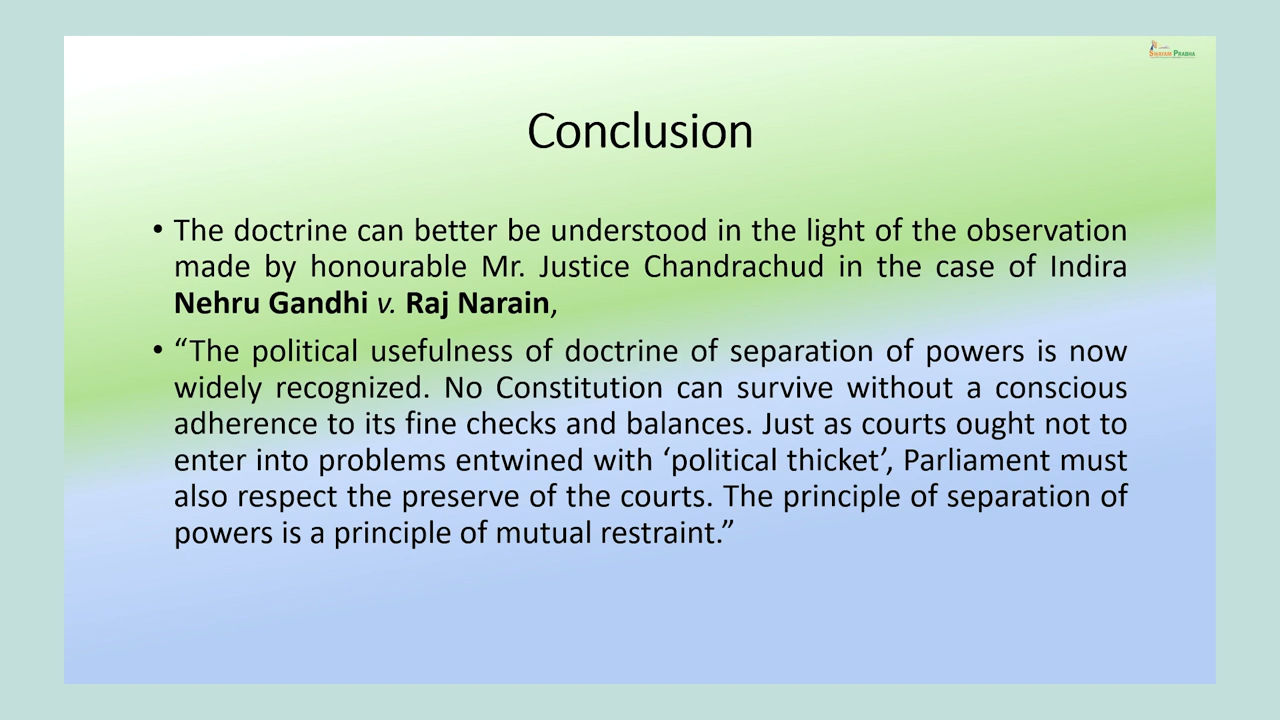 SWAYAM PRABHA
Conclusion
• The doctrine can better be understood in the light of the observation
made by honourable Mr. Justice Chandrachud in the case of Indira
Nehru Gandhi v. Raj Narain,
• “The political usefulness of doctrine of separation of powers is now
widely recognized. No Constitution can survive without a conscious
adherence to its fine checks and balances. Just as courts ought not to
enter into problems entwined with ‘political thicket’, Parliament must
also respect the preserve of the courts. The principle of separation of
powers is a principle of mutual restraint.”